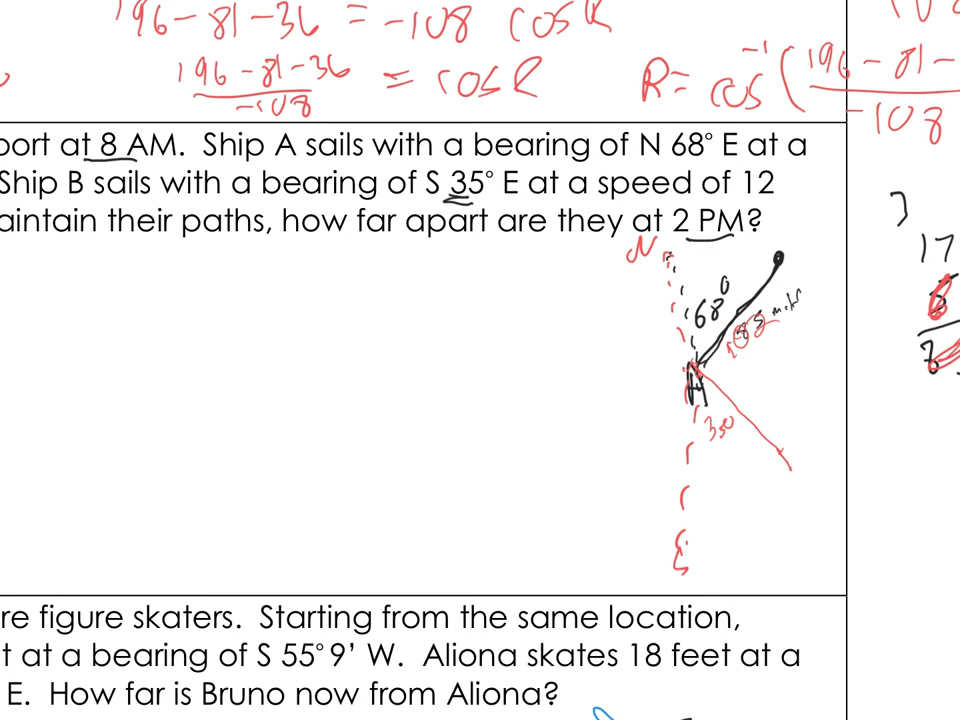 196 - 81 - 36 = -108 cos R
196 - 81 - 36 / -108 = cos R
R = cos⁻¹ ( 196 - 81 - / -108
port at 8 AM. Ship A sails with a bearing of N 68° E at a
Ship B sails with a bearing of S 35° E at a speed of 12
aintain their paths, how far apart are they at 2 PM?
N
68°
102
35°
17
re figure skaters. Starting from the same location,
t at a bearing of S 55° 9’ W. Aliona skates 18 feet at a
E. How far is Bruno now from Aliona?